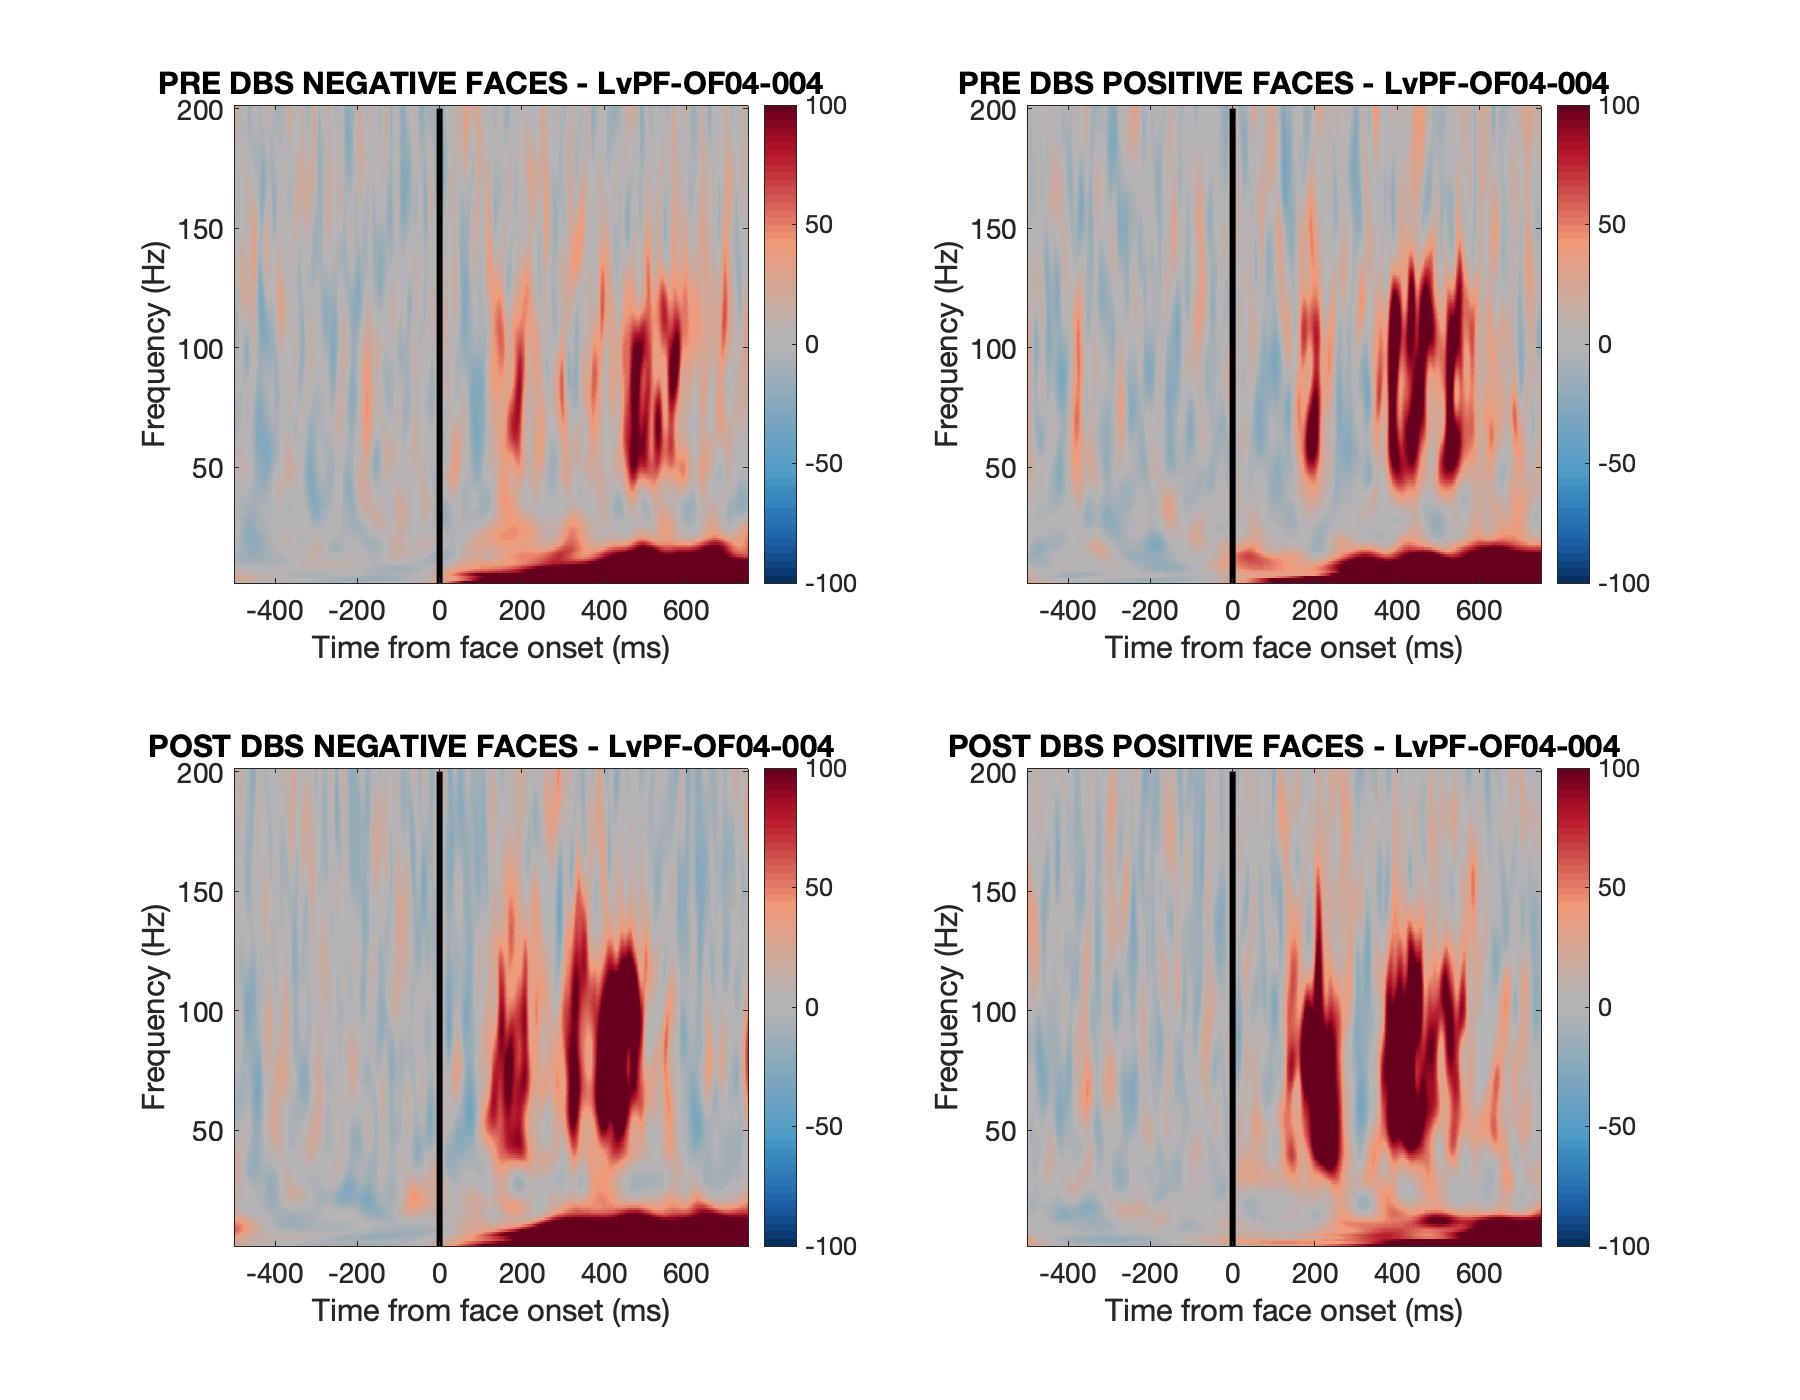 PRE DBS NEGATIVE FACES - LvPF-OF04-004
200
150
100
50
Frequency (Hz)
-400 -200 0 200 400 600
Time from face onset (ms)
100
50
0
-50
-100
PRE DBS POSITIVE FACES - LvPF-OF04-004
200
150
100
50
Frequency (Hz)
-400 -200 0 200 400 600
Time from face onset (ms)
100
50
0
-50
-100
POST DBS NEGATIVE FACES - LvPF-OF04-004
200
150
100
50
Frequency (Hz)
-400 -200 0 200 400 600
Time from face onset (ms)
100
50
0
-50
-100
POST DBS POSITIVE FACES - LvPF-OF04-004
200
150
100
50
Frequency (Hz)
-400 -200 0 200 400 600
Time from face onset (ms)
100
50
0
-50
-100